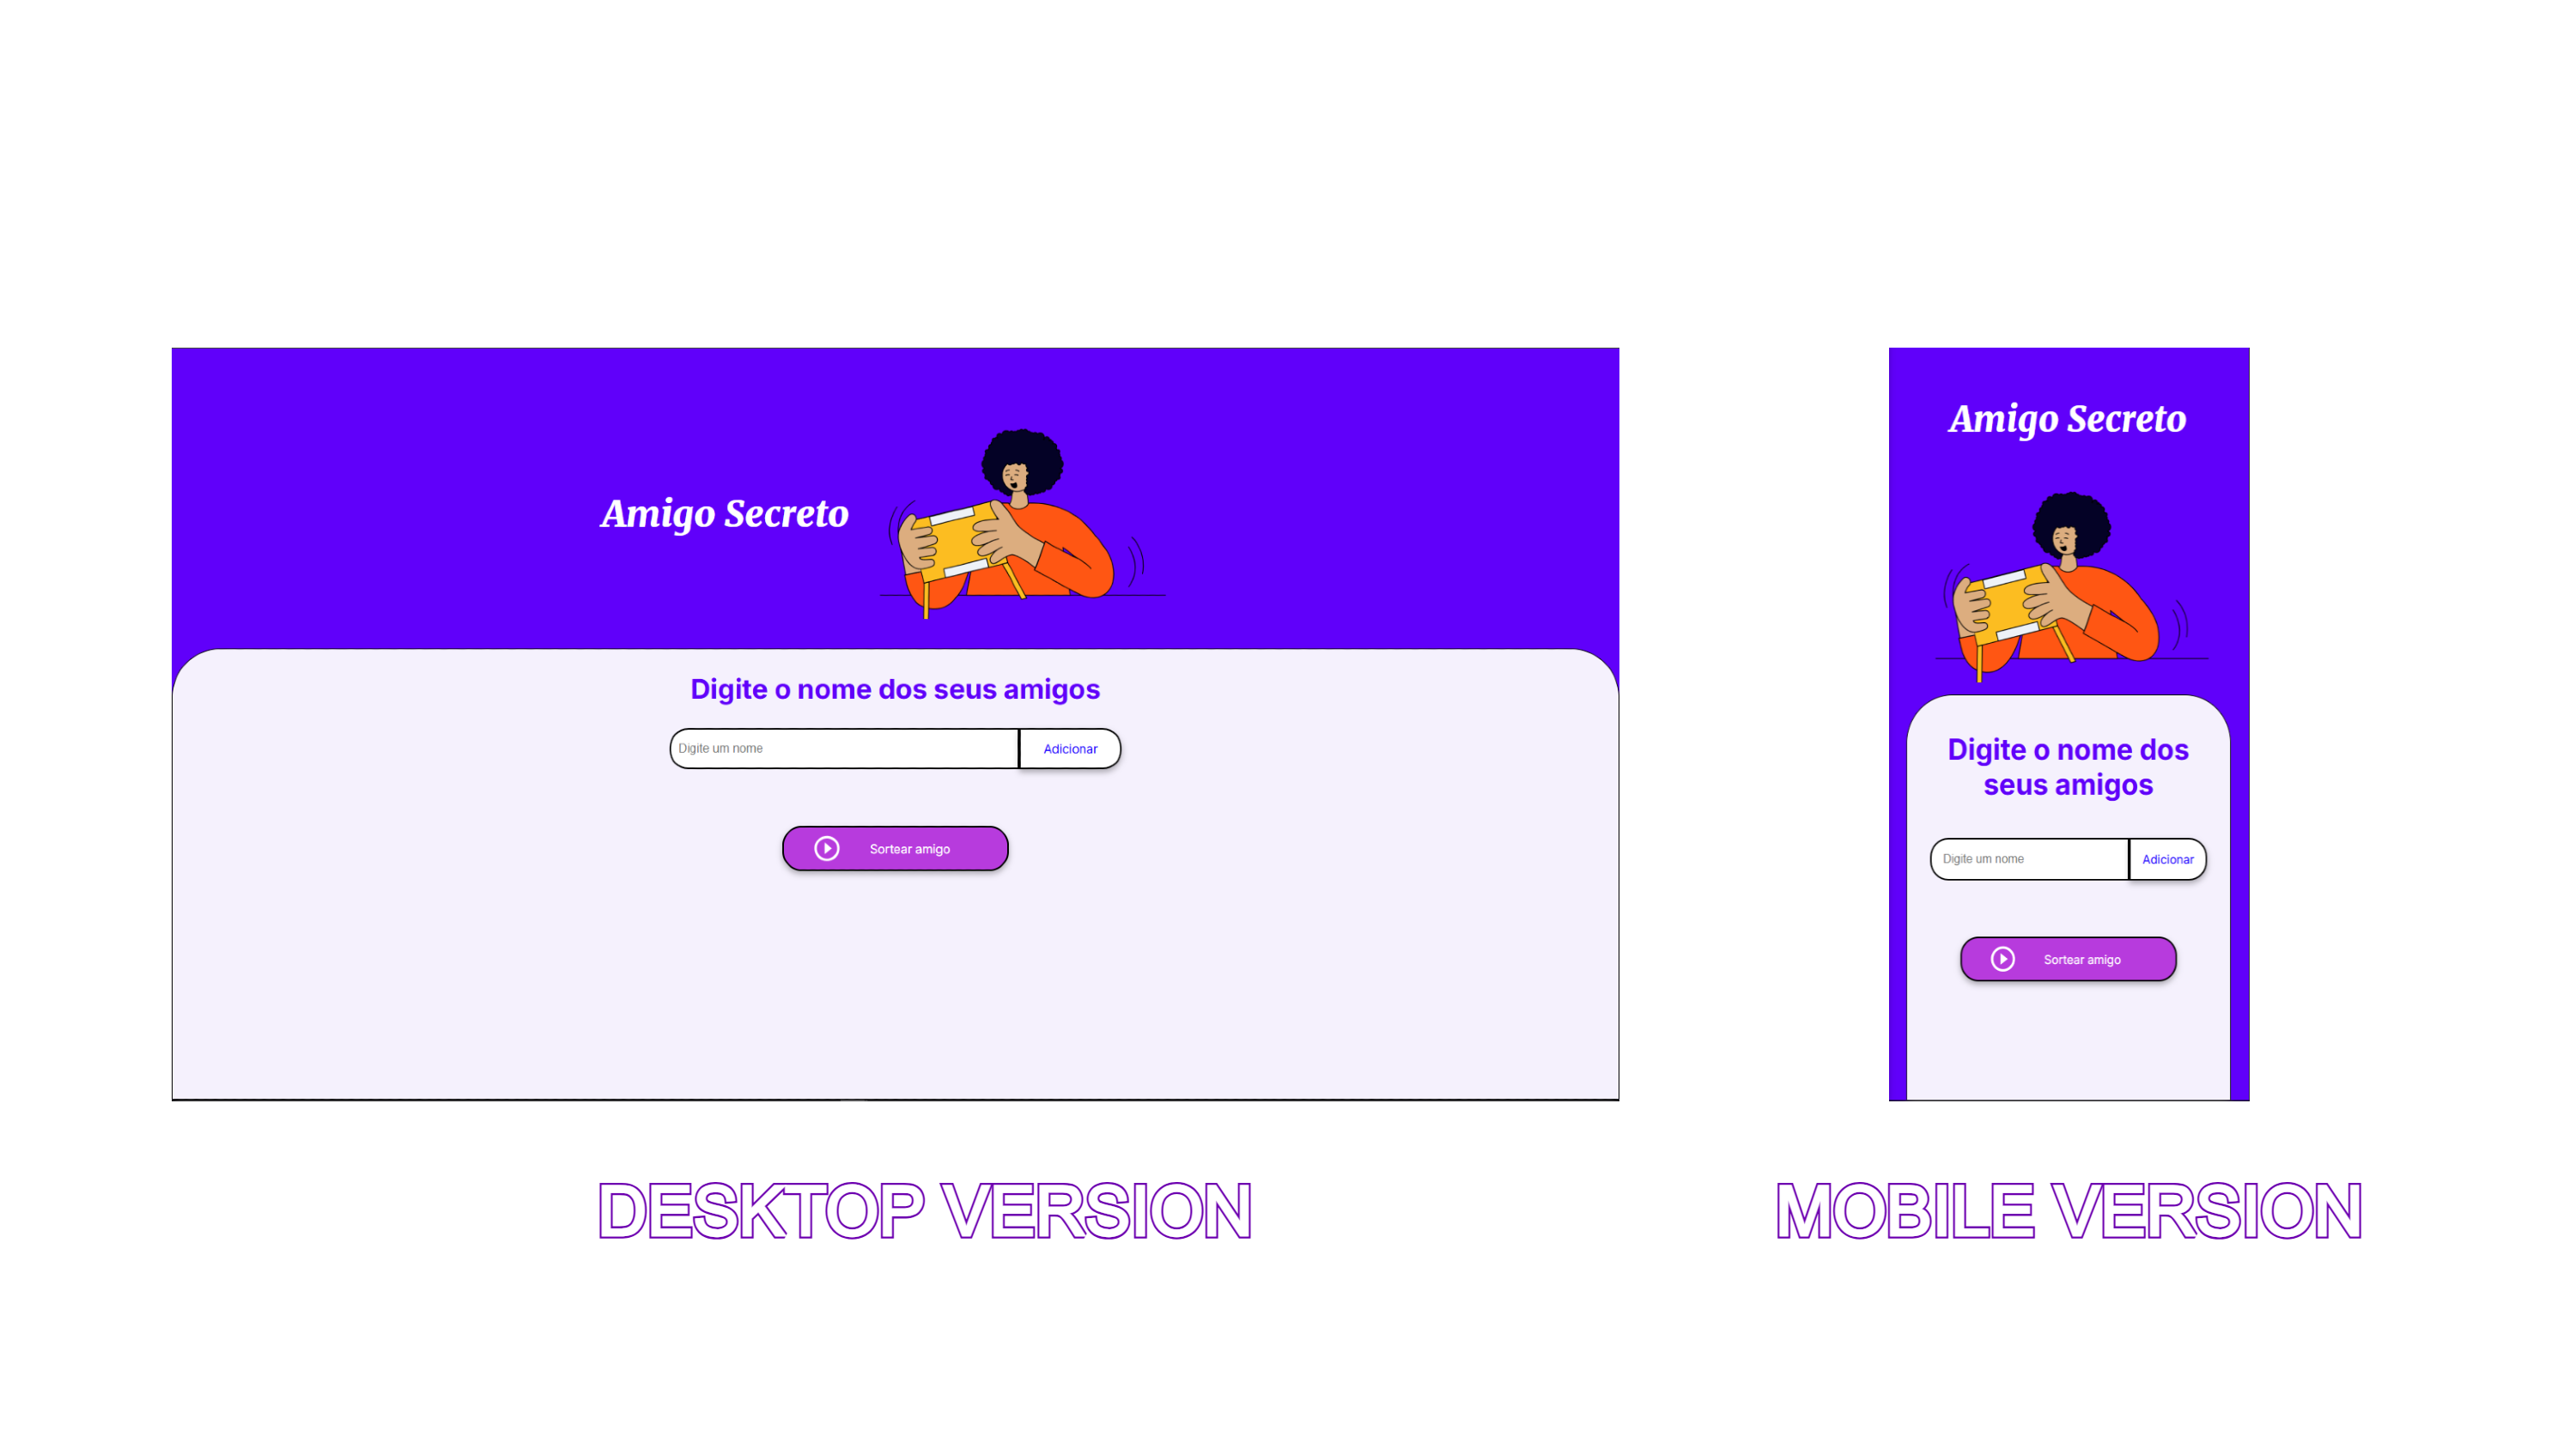 Amigo Secreto
Digite o nome dos seus amigos
Digite um nome
Adicionar
Sortear amigo
DESKTOP VERSION
Amigo Secreto
Digite o nome dos
seus amigos
Digite um nome
Adicionar
Sortear amigo
MOBILE VERSION